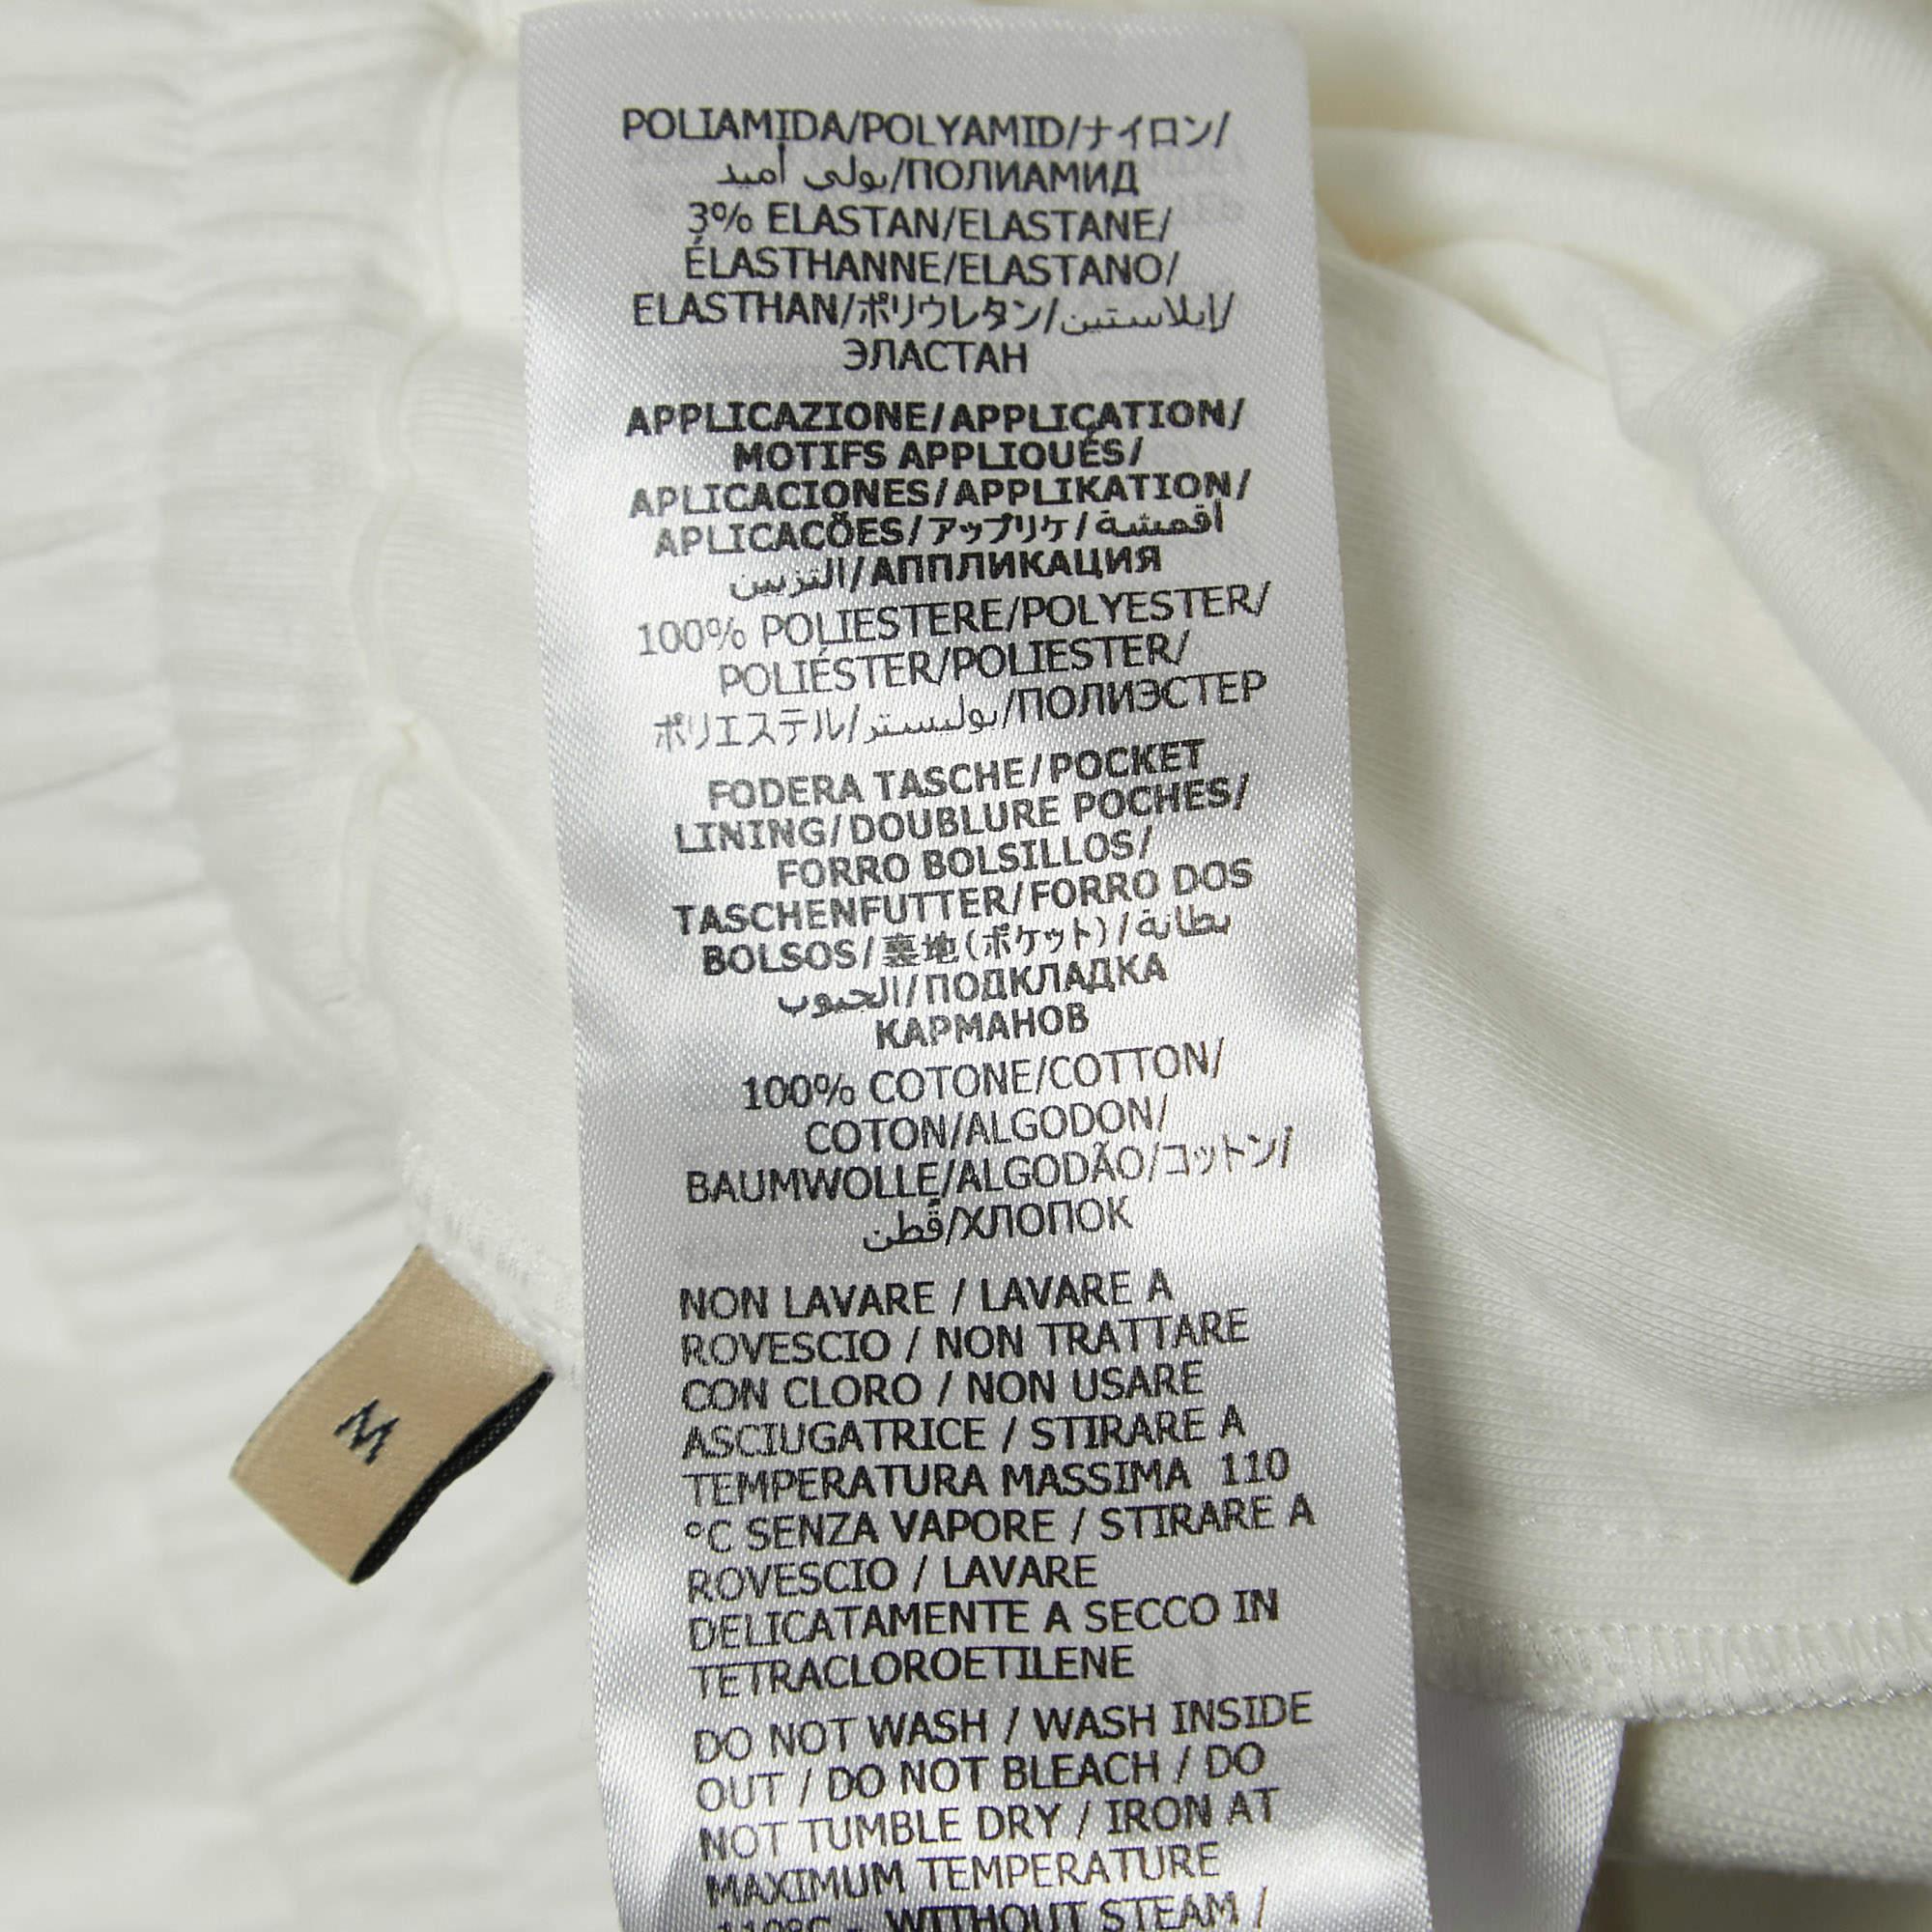 POLIAMIDA/POLYAMID/ナイロン/
بولي أميد/ПОЛИАМИД
3% ELASTAN/ELASTANE/
ÉLASTHANNE/ELASTANO/
ELASTHAN/ポリウレタン/إيلاستين/
ЭЛАСТАН
APPLICAZIONE/APPLICATION/
MOTIFS APPLIQUÉS/
APLICACIONES/APPLIKATION/
APLICACÕES/アップリケ/أقمشة
التزيين/АППЛИКАЦИЯ
100% POLIESTERE/POLYESTER/
POLIÉSTER/POLIESTER/
ポリエステル/بوليستر/ПОЛИЭСТЕР
FODERA TASCHE/POCKET
LINING/DOUBLURE POCHES/
FORRO BOLSILLOS/
TASCHENFUTTER/FORRO DOS
BOLSOS/裏地(ポケット)/بطانة
الجيوب/ПОДКЛАДКА
КАРМАНОВ
100% COTONE/COTTON/
COTON/ALGODON/
BAUMWOLLE/ALGODÃO/コットン/
قُطن/ХЛОПОК
NON LAVARE / LAVARE A
ROVESCIO / NON TRATTARE
CON CLORO / NON USARE
ASCIUGATRICE / STIRARE A
TEMPERATURA MASSIMA 110
°C SENZA VAPORE / STIRARE A
ROVESCIO / LAVARE
DELICATAMENTE A SECCO IN
TETRACLOROETILENE
DO NOT WASH / WASH INSIDE
OUT / DO NOT BLEACH / DO
NOT TUMBLE DRY / IRON AT
MAXIMUM TEMPERATURE
110°C - WITHOUT STEAM /
M